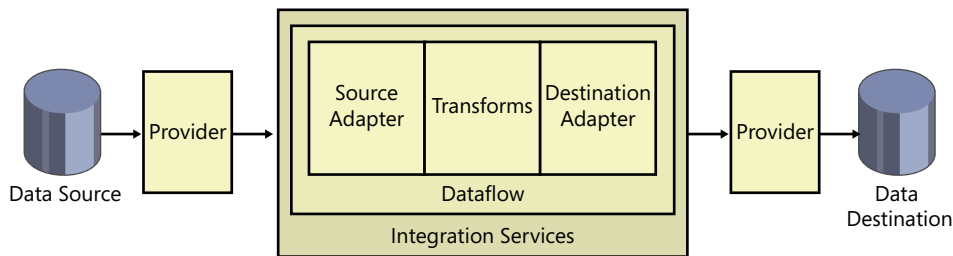 Data Source
Provider
Source
Adapter
Transforms
Destination
Adapter
Dataflow
Integration Services
Provider
Data
Destination